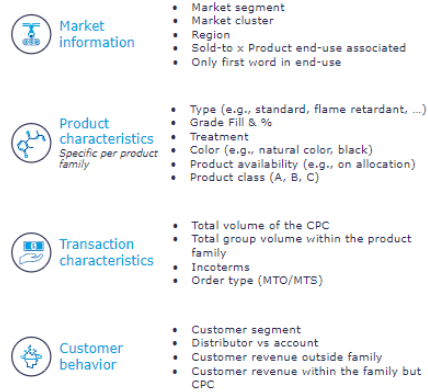 Market information
• Market segment
• Market cluster
• Region
• Sold-to x Product end-use associated
• Only first word in end-use
Product characteristics
Specific per product family
• Type (e.g., standard, flame retardant, …)
• Grade Fill & %
• Treatment
• Color (e.g., natural color, black)
• Product availability (e.g., on allocation)
• Product class (A, B, C)
Transaction characteristics
• Total volume of the CPC
• Total group volume within the product
family
• Incoterms
• Order type (MTO/MTS)
Customer behavior
• Customer segment
• Distributor vs account
• Customer revenue outside family
• Customer revenue within the family but
CPC